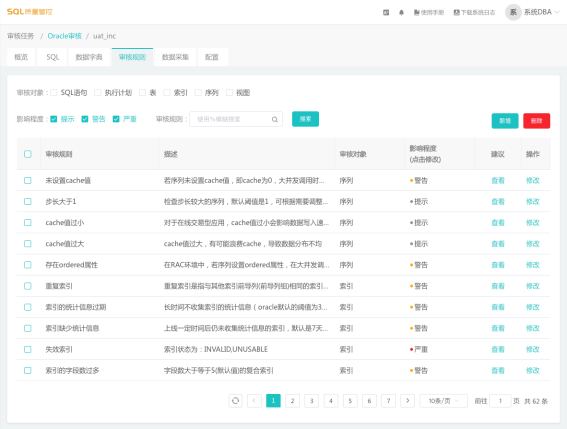 SQL质量管控
使用手册 下载系统日志 系 系统DBA
审核任务 / Oracle审核 / uat_inc
概览 SQL 数据字典 审核规则 数据采集 配置
审核对象： SQL语句 执行计划 表 索引 序列 视图
影响程度： 提示 警告 严重 审核规则： 使用%模糊搜索 搜索 新增 删除
审核规则 描述 审核对象 影响程度 建议 操作
(点击修改)
未设置cache值 若序列未设置cache值，即cache为0，大并发调用时... 序列 警告 查看 修改
步长大于1 检查步长较大的序列，默认阈值是1，可根据需要调整... 序列 提示 查看 修改
cache值过小 对于在线交易型应用，cache值过小会影响数据写入速... 序列 提示 查看 修改
cache值过大 cache值过大，有可能浪费cache，导致数据分布不均 序列 提示 查看 修改
存在ordered属性 在RAC环境中，若序列设置ordered属性，在大并发调... 序列 警告 查看 修改
重复索引 重复索引是指与其他索引前导列(前导列组)相同的索引... 索引 警告 查看 修改
索引的统计信息过期 长时间不收集索引的统计信息（oracle默认的阈值为3... 索引 警告 查看 修改
索引缺少统计信息 上线一定时间后仍未收集统计信息的索引，默认是7天... 索引 警告 查看 修改
失效索引 索引状态为：INVALID,UNUSABLE 索引 严重 查看 修改
索引的字段数过多 字段数大于等于5(默认值)的复合索引 索引 警告 查看 修改
1 2 3 4 5 6 7 10条/页 前往 1 页 共 62 条